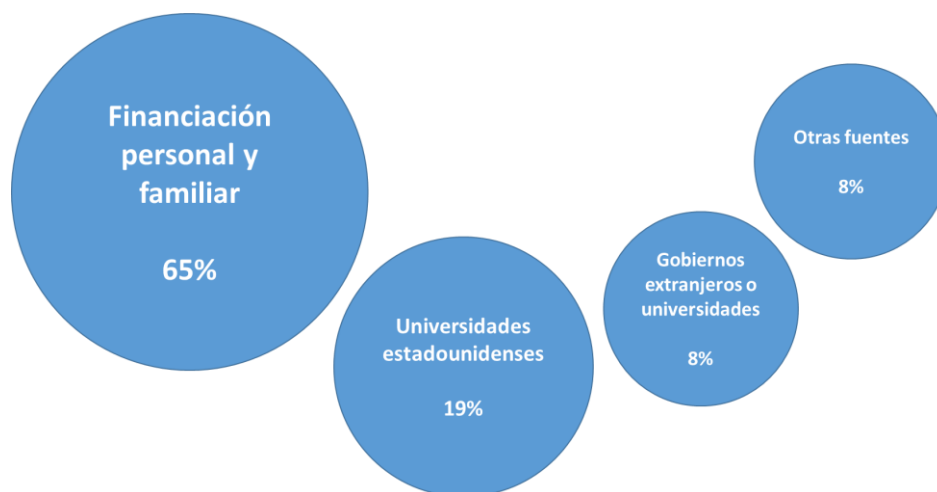 Financiación
personal y
familiar
65%
Universidades
estadounidenses
19%
Gobiernos
extranjeros o
universidades
8%
Otras fuentes
8%